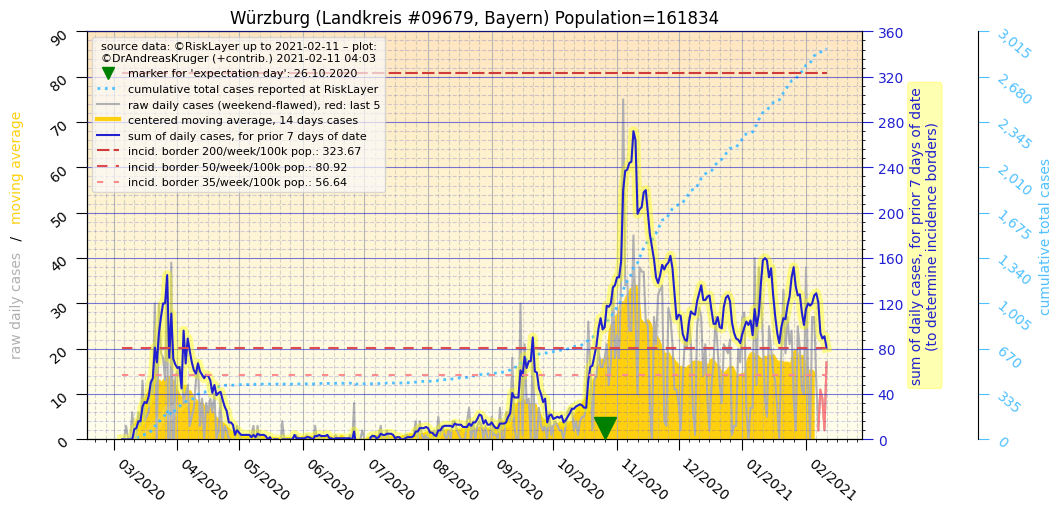 Würzburg (Landkreis #09679, Bayern) Population=161834
source data: ©RiskLayer up to 2021-02-11 – plot:
©DrAndreasKruger (+contrib.) 2021-02-11 04:03
marker for 'expectation day': 26.10.2020
cumulative total cases reported at RiskLayer
raw daily cases (weekend-flawed), red: last 5
centered moving average, 14 days cases
sum of daily cases, for prior 7 days of date
incid. border 200/week/100k pop.: 323.67
incid. border 50/week/100k pop.: 80.92
incid. border 35/week/100k pop.: 56.64
raw daily cases / moving average
90
80
70
60
50
40
30
20
10
0
03/2020
04/2020
05/2020
06/2020
07/2020
08/2020
09/2020
10/2020
11/2020
12/2020
01/2021
02/2021
360
320
280
240
200
160
120
80
40
0
sum of daily cases, for prior 7 days of date
(to determine incidence borders)
3,015
2,680
2,345
2,010
1,675
1,340
1,005
670
335
0
cumulative total cases